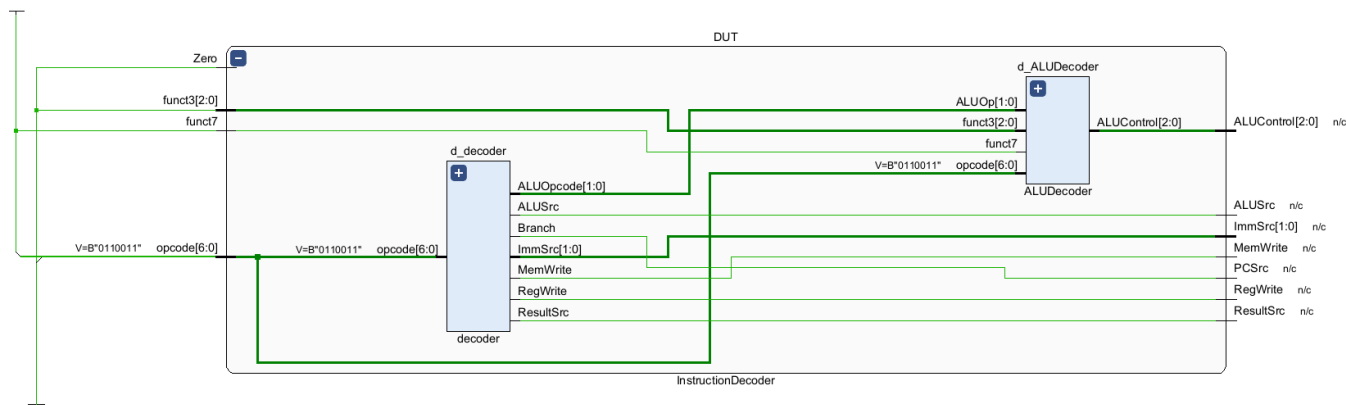 DUT
Zero
d_ALUDecoder
funct3[2:0]
ALUOp[1:0]
funct7
funct3[2:0]
ALUControl[2:0]
ALUControl[2:0] n/c
funct7
d_decoder
V=B"0110011" opcode[6:0]
ALUOpcode[1:0]
ALUDecoder
ALUSrc
ALUSrc n/c
Branch
ImmSrc[1:0] n/c
V=B"0110011" opcode[6:0]
V=B"0110011" opcode[6:0]
ImmSrc[1:0]
MemWrite n/c
MemWrite
PCSrc n/c
RegWrite
RegWrite n/c
ResultSrc
ResultSrc n/c
decoder
InstructionDecoder